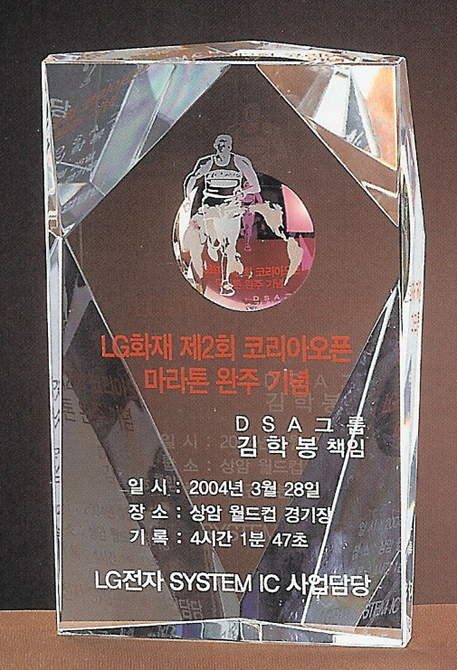 LG화재 제2회 코리아오픈
마라톤 완주 기념
DSA그룹
김학봉 책임
일 시 : 2004년 3월 28일
장 소 : 상암 월드컵 경기장
기 록 : 4시간 1분 47초
LG전자 SYSTEM IC 사업담당